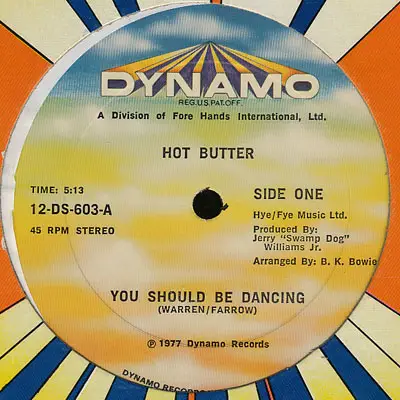 DYNAMO
REG.U.S.PAT.OFF.
A Division of Fore Hands International, Ltd.
HOT BUTTER
TIME: 5:13
12-DS-603-A
45 RPM STEREO
SIDE ONE
Hye/Fye Music Ltd.
Produced By:
Jerry "Swamp Dog"
Williams Jr.
Arranged By: B. K. Bowie
YOU SHOULD BE DANCING
(WARREN/FARROW)
℗ 1977 Dynamo Records
DYNAMO RECORDS